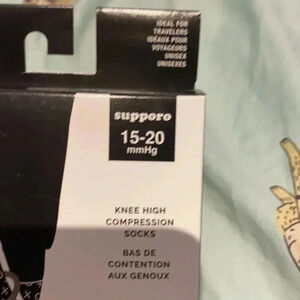 IDEAL FOR
TRAVELERS
IDÉAUX POUR
VOYAGEURS
UNISEX
UNISEXES
supporo
15-20
mmHg
KNEE HIGH
COMPRESSION
SOCKS
BAS DE
CONTENTION
AUX GENOUX